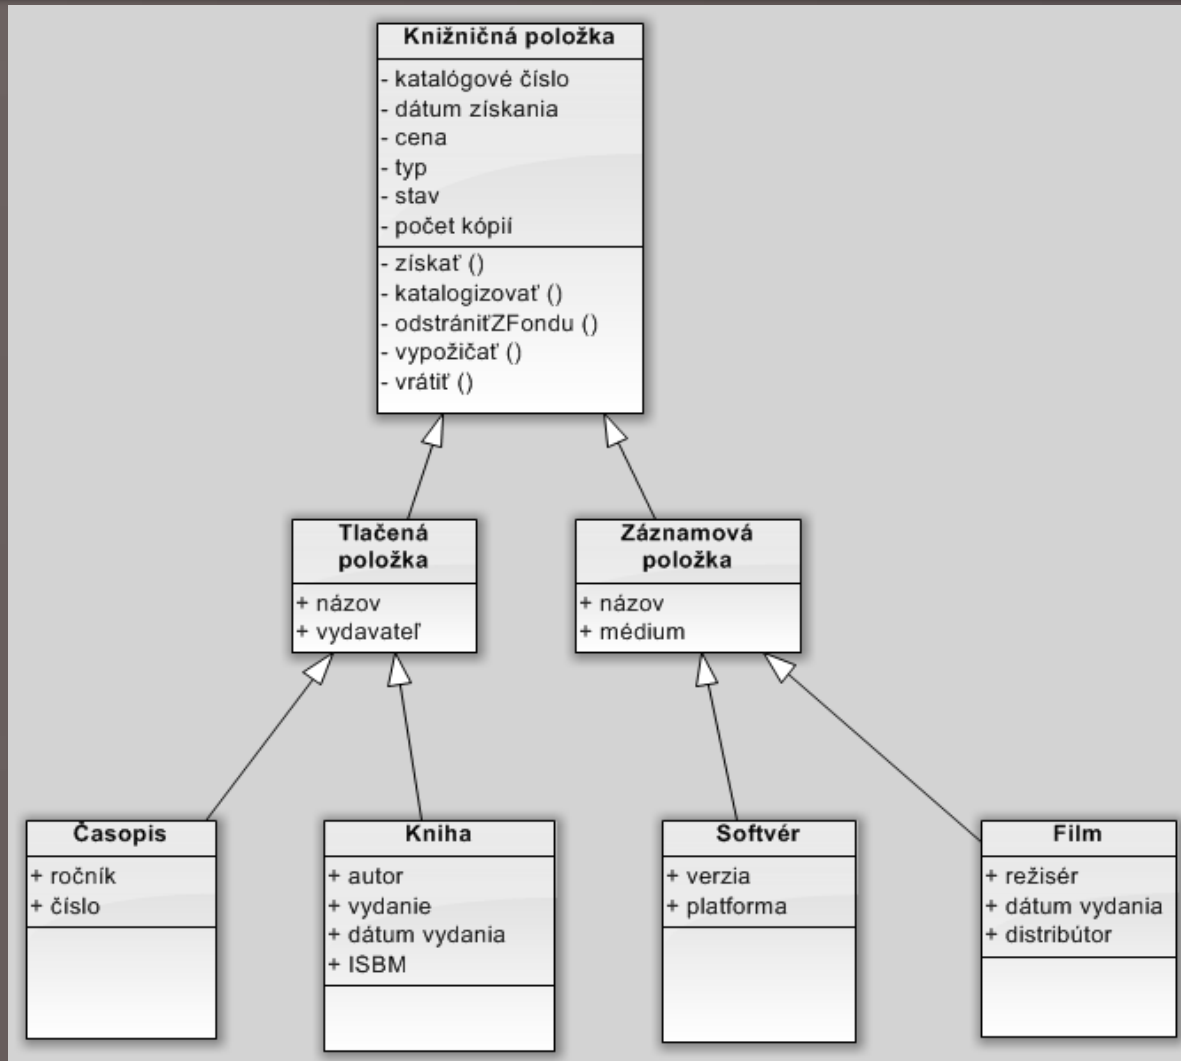 Knižničná položka
- katalógové číslo
- dátum získania
- cena
- typ
- stav
- počet kópií
- získať ()
- katalogizovať ()
- odstrániťZFondu ()
- vypožičať ()
- vrátiť ()
Tlačená
položka
+ názov
+ vydavateľ
Záznamová
položka
+ názov
+ médium
Časopis
+ ročník
+ číslo
Kniha
+ autor
+ vydanie
+ dátum vydania
+ ISBM
Softvér
+ verzia
+ platforma
Film
+ režisér
+ dátum vydania
+ distribútor